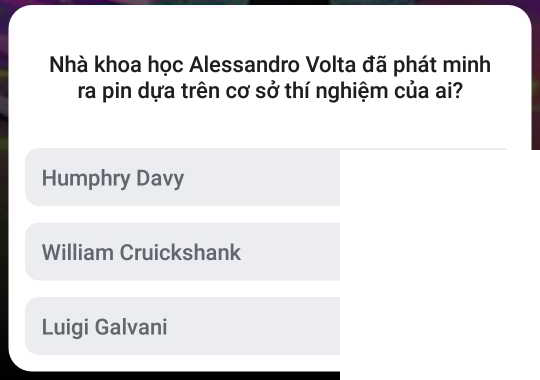 Nhà khoa học Alessandro Volta đã phát minh
ra pin dựa trên cơ sở thí nghiệm của ai?
Humphry Davy
William Cruickshank
Luigi Galvani